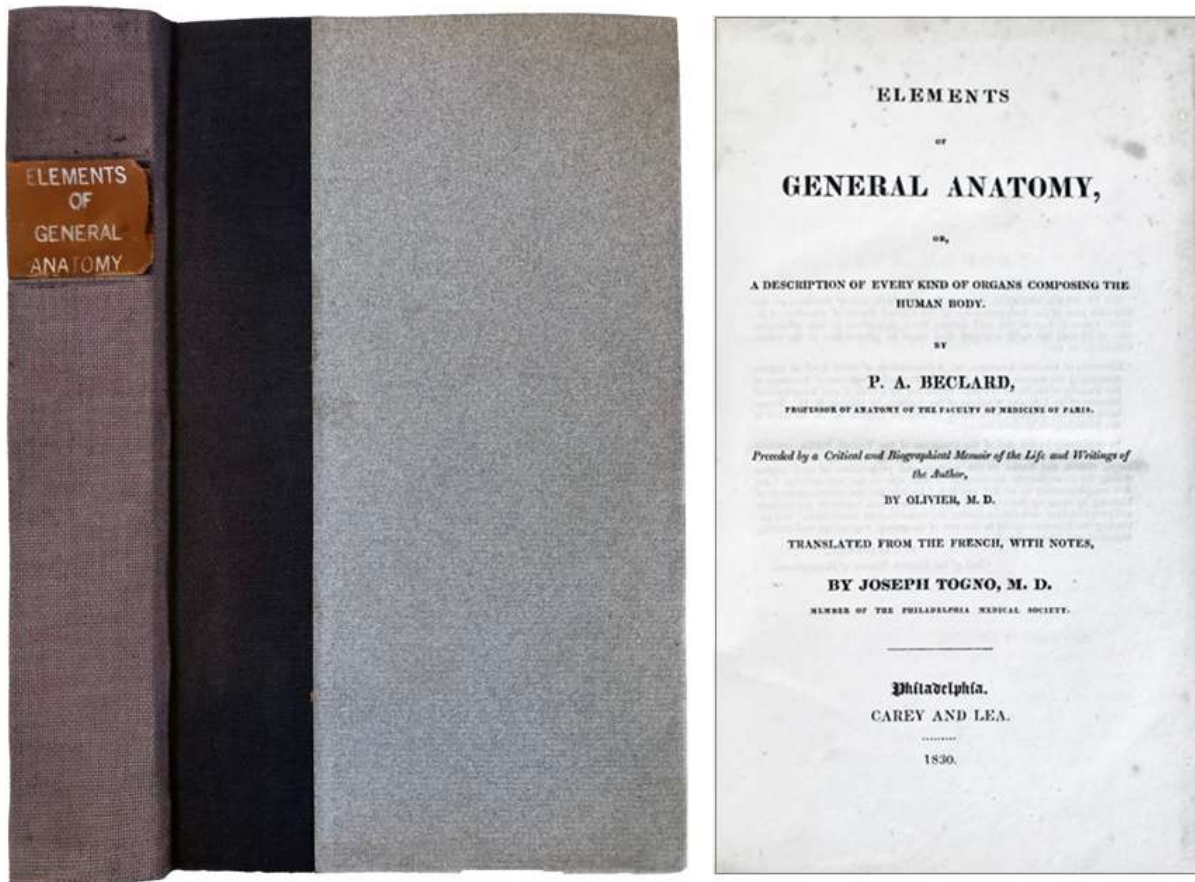 ELEMENTS
OF
GENERAL
ANATOMY
ELEMENTS
OF
GENERAL ANATOMY,
OR,
A DESCRIPTION OF EVERY KIND OF ORGANS COMPOSING THE
HUMAN BODY.
BY
P. A. BECLARD,
PROFESSOR OF ANATOMY OF THE FACULTY OF MEDICINE OF PARIS.
Preceded by a Critical and Biographical Memoir of the Life and Writings of
the Author,
BY OLIVIER, M. D.
TRANSLATED FROM THE FRENCH, WITH NOTES,
BY JOSEPH TOGNO, M. D.
MEMBER OF THE PHILADELPHIA MEDICAL SOCIETY.
Philadelphia.
CAREY AND LEA.
1830.